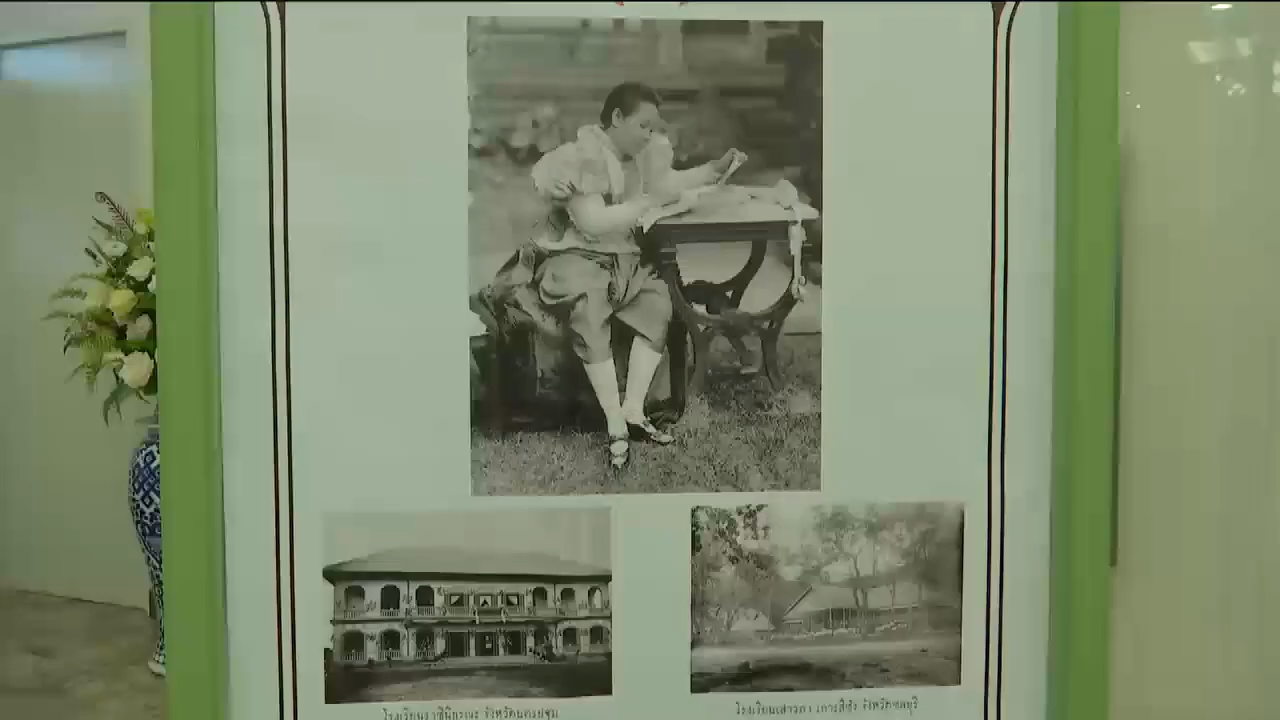 โรงเรียนราชินีบูรณะ จังหวัดนครปฐม
โรงเรียนเสาวภา เกาะสีชัง จังหวัดชลบุรี